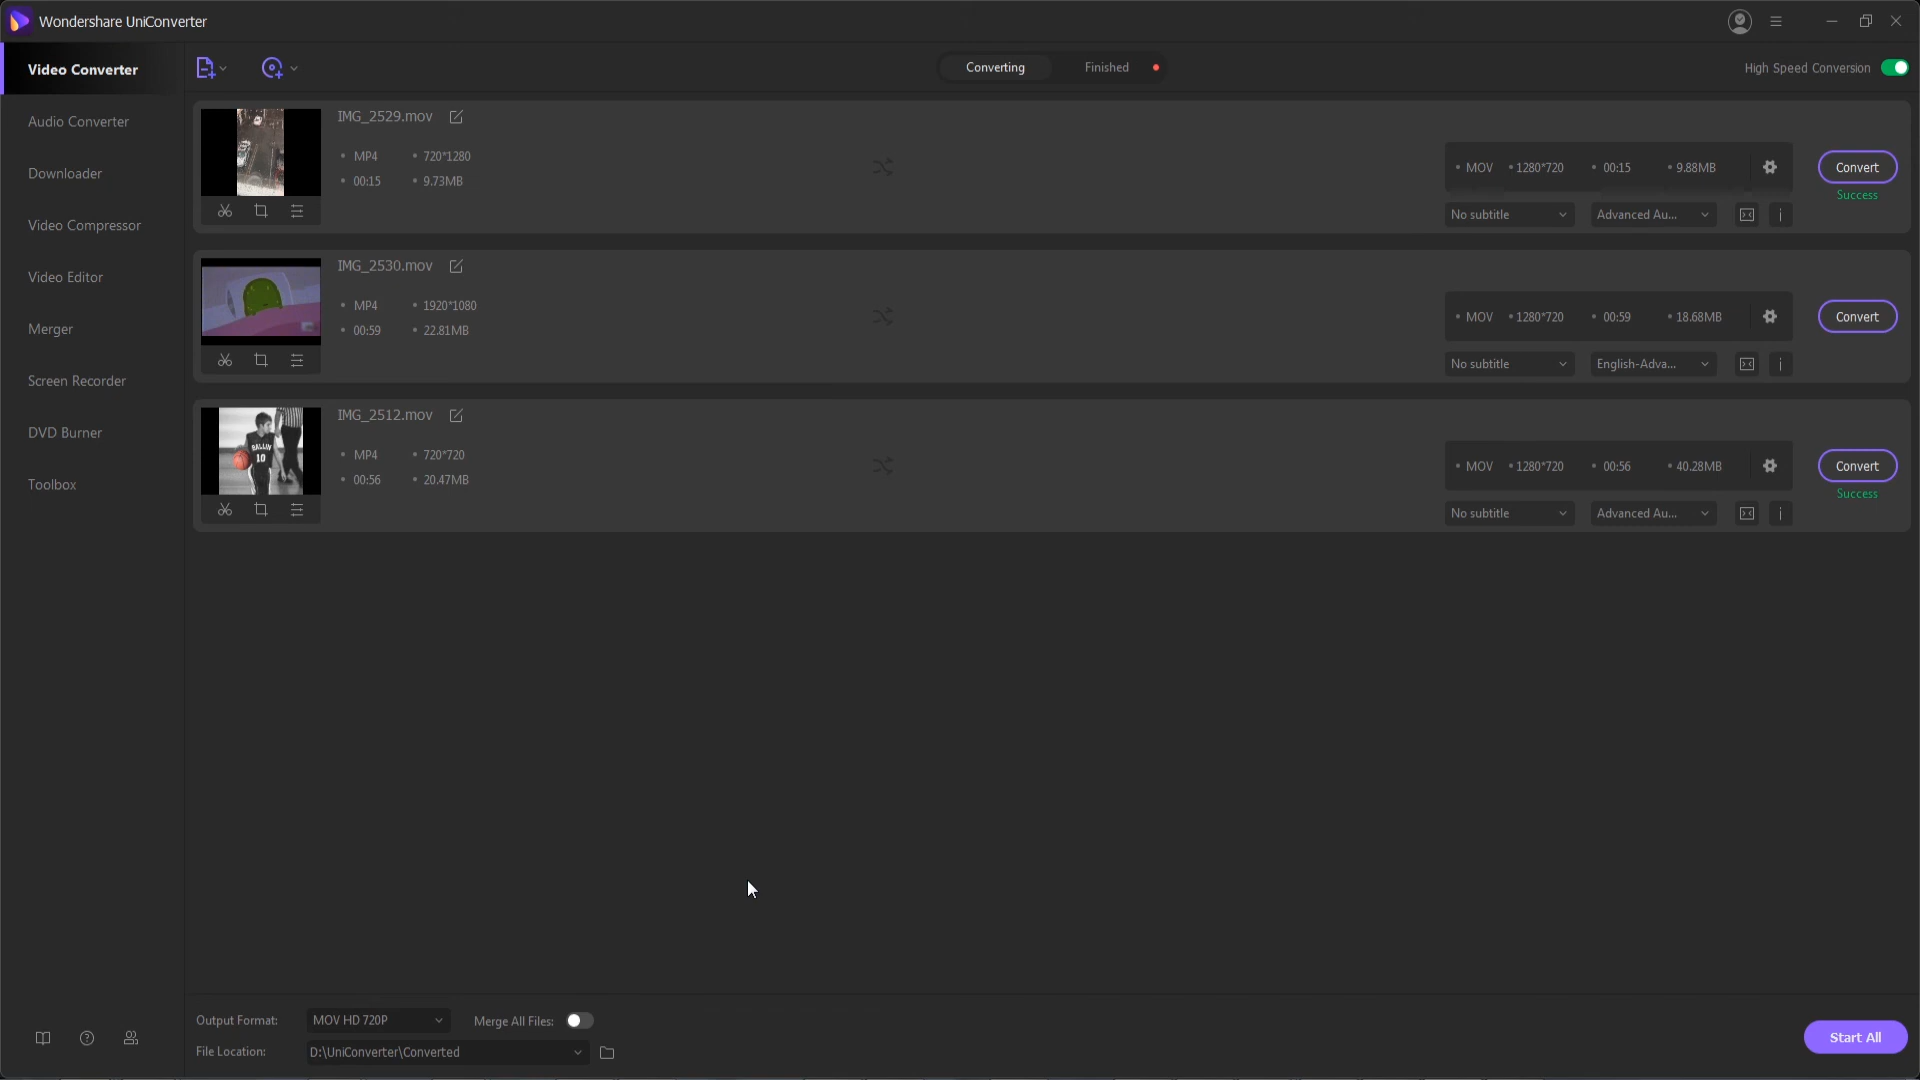 Wondershare UniConverter
Video Converter
Audio Converter
Downloader
Video Compressor
Video Editor
Merger
Screen Recorder
DVD Burner
Toolbox
Converting
Finished
High Speed Conversion
IMG_2529.mov
MP4 720*1280
00:15 9.73MB
MOV 1280*720 00:15 9.88MB
Convert
Success
No subtitle
Advanced Au...
IMG_2530.mov
MP4 1920*1080
00:59 22.81MB
MOV 1280*720 00:59 18.68MB
Convert
No subtitle
English-Adva...
BALLIN
10
IMG_2512.mov
MP4 720*720
00:56 20.47MB
MOV 1280*720 00:56 40.28MB
Convert
Success
No subtitle
Advanced Au...
Output Format: MOV HD 720P
Merge All Files:
File Location: D:\UniConverter\Converted
Start All